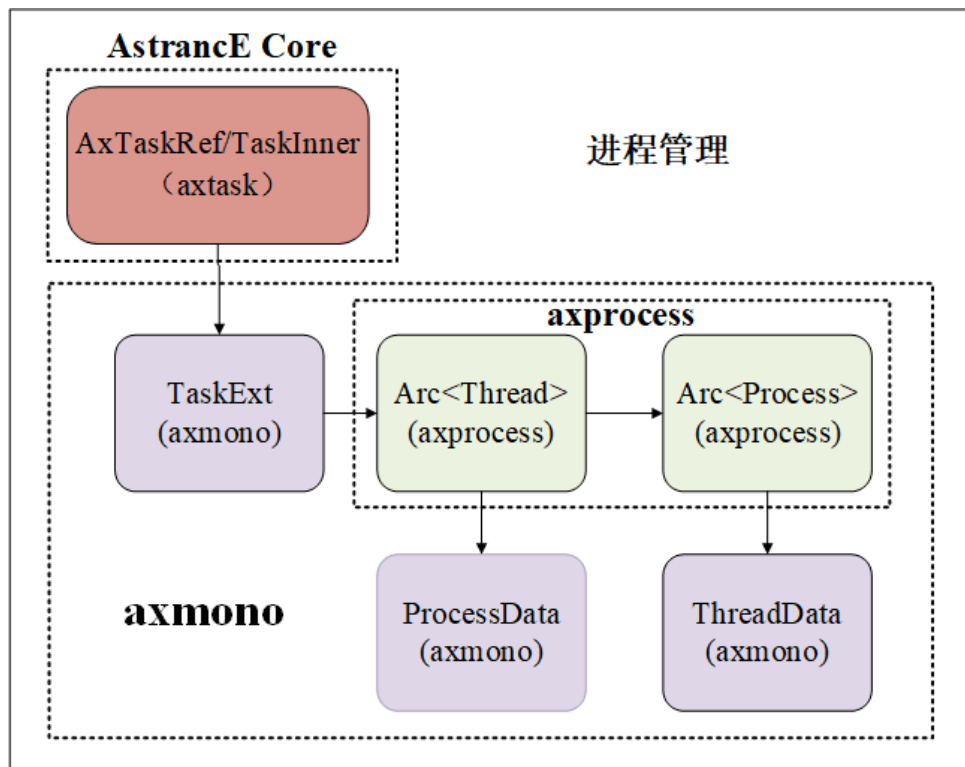 AstrancE Core
AxTaskRef/TaskInner
（axtask）
进程管理
axprocess
TaskExt
(axmono)
Arc<Thread>
(axprocess)
Arc<Process>
(axprocess)
axmono
ProcessData
(axmono)
ThreadData
(axmono)